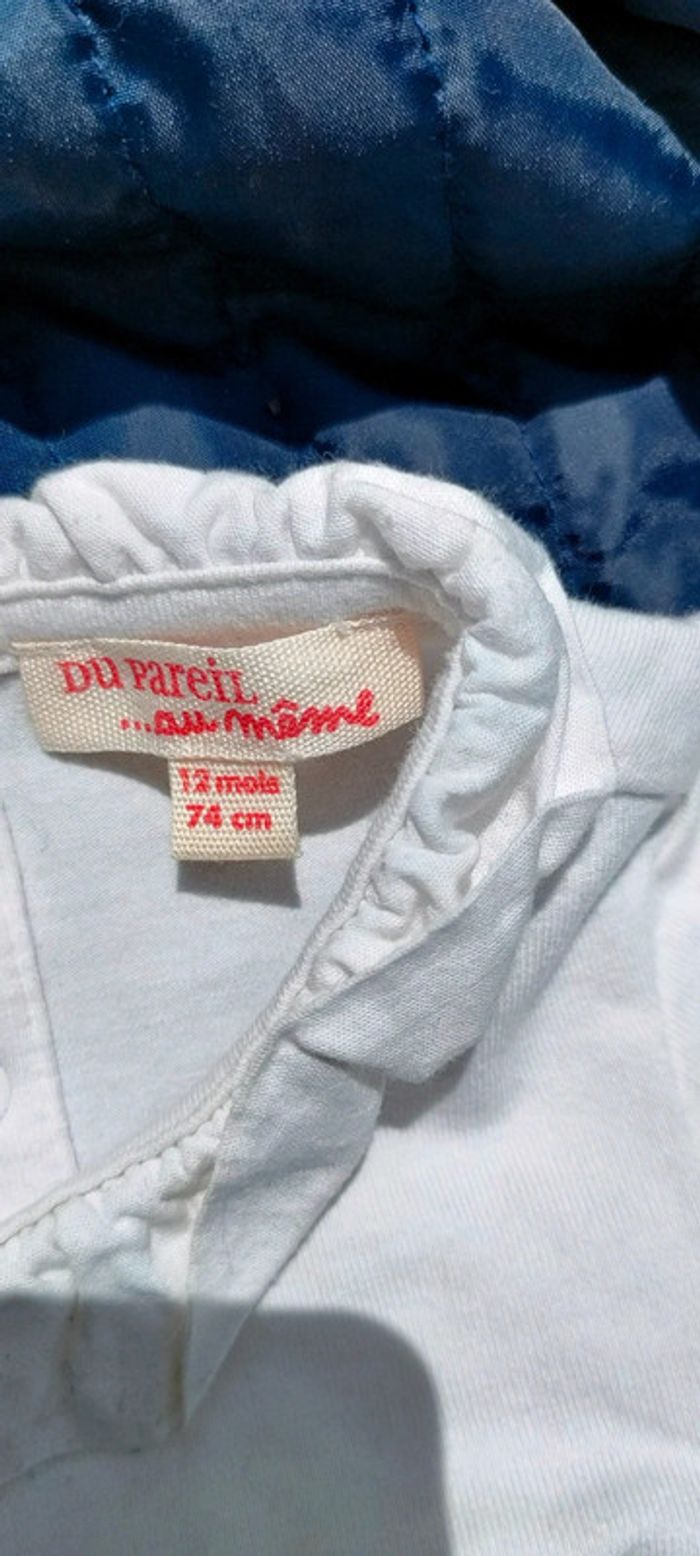 DU PAREIL
...au même
12 mois
74 cm